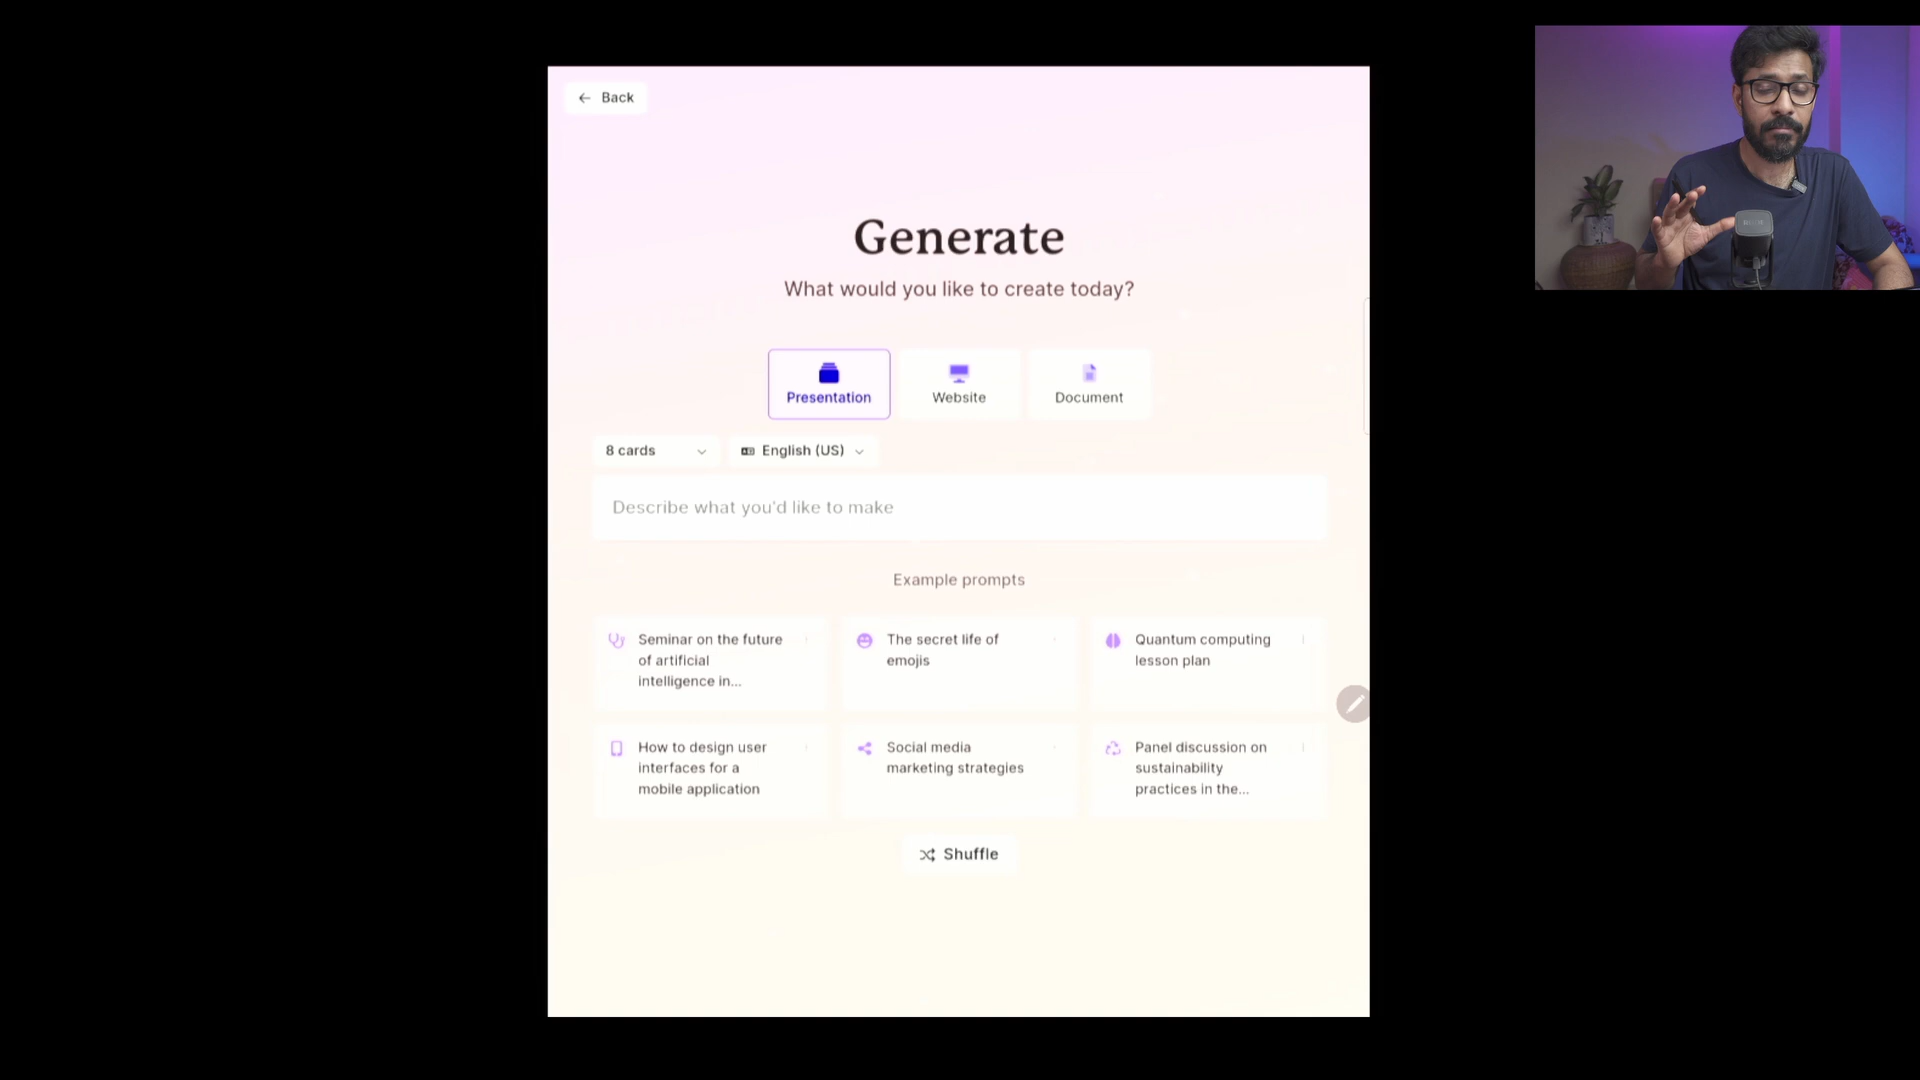 ← Back
Generate
What would you like to create today?
Presentation
Website
Document
8 cards
English (US)
Describe what you'd like to make
Example prompts
Seminar on the future
of artificial
intelligence in...
The secret life of
emojis
Quantum computing
lesson plan
How to design user
interfaces for a
mobile application
Social media
marketing strategies
Panel discussion on
sustainability
practices in the...
Shuffle